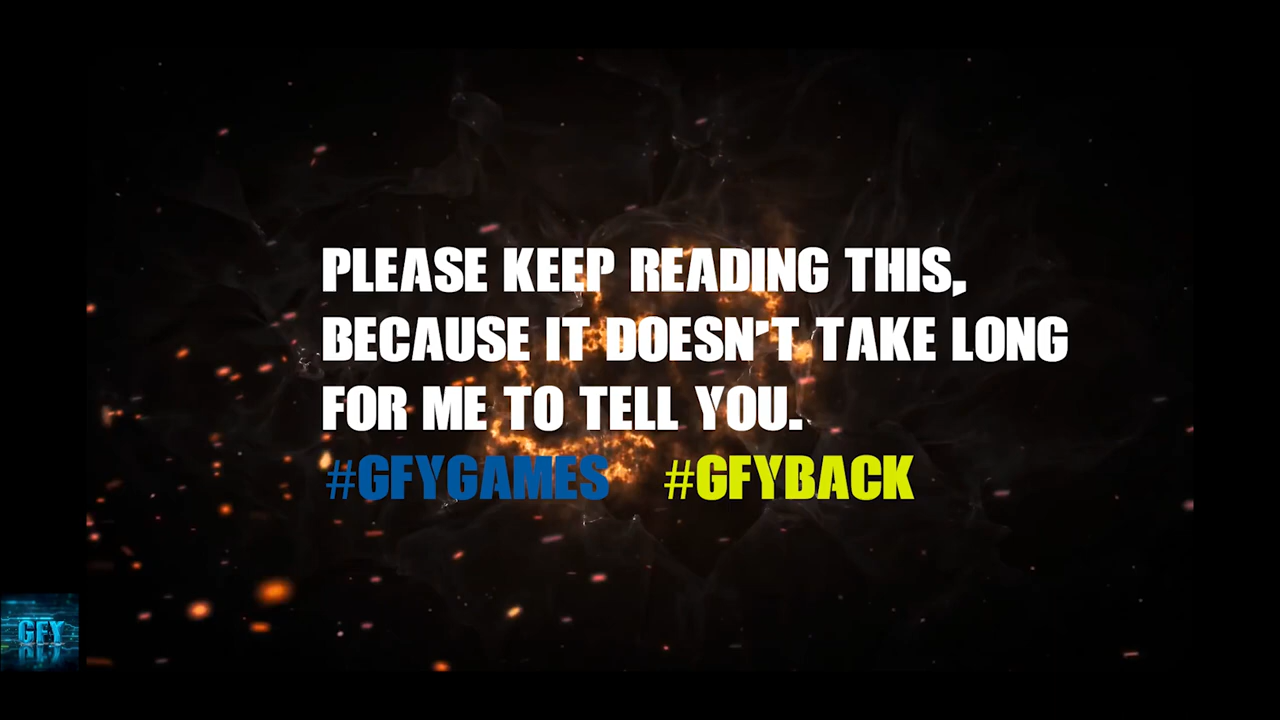 PLEASE KEEP READING THIS,
BECAUSE IT DOESN'T TAKE LONG
FOR ME TO TELL YOU.
#GFYGAMES #GFYBACK
GFY